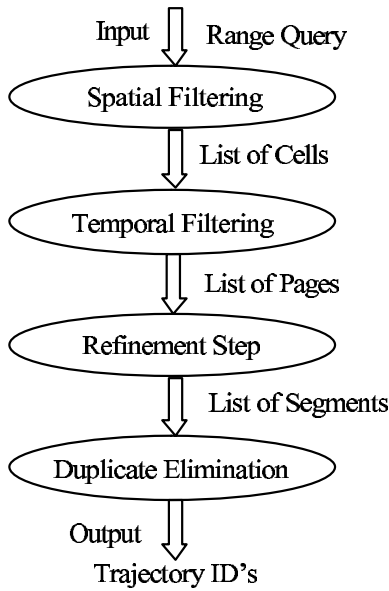 Input
Range Query
Spatial Filtering
List of Cells
Temporal Filtering
List of Pages
Refinement Step
List of Segments
Duplicate Elimination
Output
Trajectory ID's